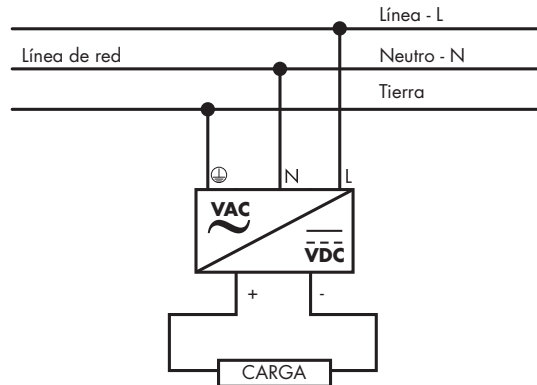 Línea - L
Línea de red
Neutro - N
Tierra
N
L
VAC
VDC
+
-
CARGA